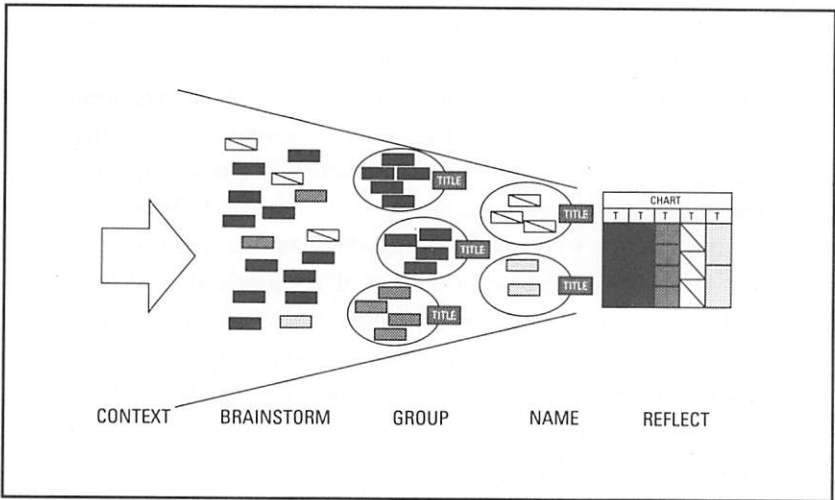 TITLE
TITLE
TITLE
TITLE
TITLE
CHART
T T T T T
CONTEXT BRAINSTORM GROUP NAME REFLECT